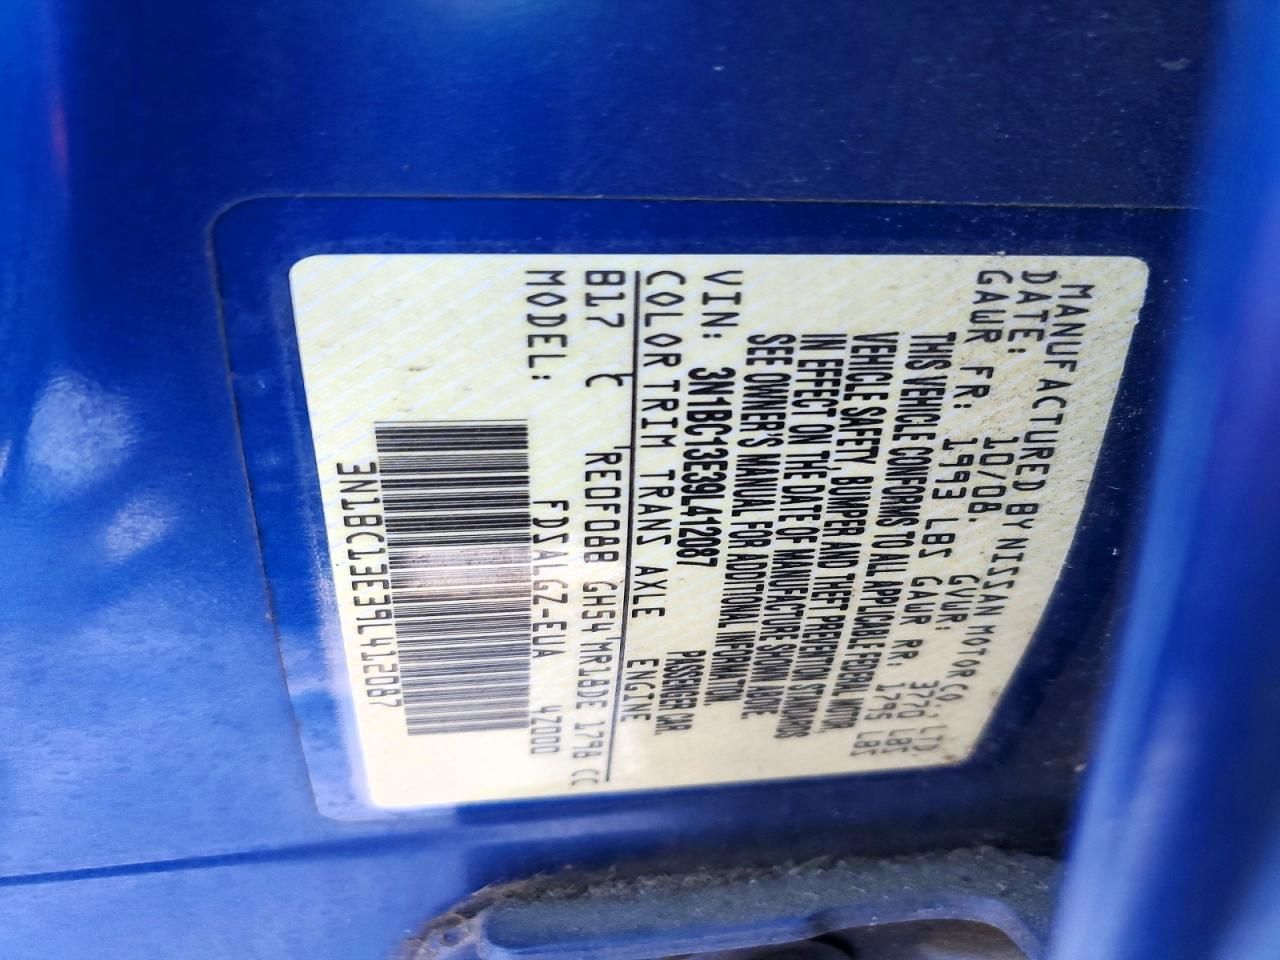 MANUFACTURED BY NISSAN MOTOR CO., LTD.
DATE: 10/08. GVWR: 3770 LBS
GAWR FR: 1993 LBS GAWR RR: 1795 LBS
THIS VEHICLE CONFORMS TO ALL APPLICABLE FEDERAL MOTOR
VEHICLE SAFETY, BUMPER AND THEFT PREVENTION STANDARDS
IN EFFECT ON THE DATE OF MANUFACTURE SHOWN ABOVE
SEE OWNER'S MANUAL FOR ADDITIONAL INFORMATION.
VIN: 3N1BC13E39L412087 PASSENGER CAR.
COLOR TRIM TRANS AXLE ENGINE
B17 C RE0F08B GH54 MR18DE 1798 CC
MODEL: FDSALGZ-EUA 4Z000
3N1BC13E39L412087